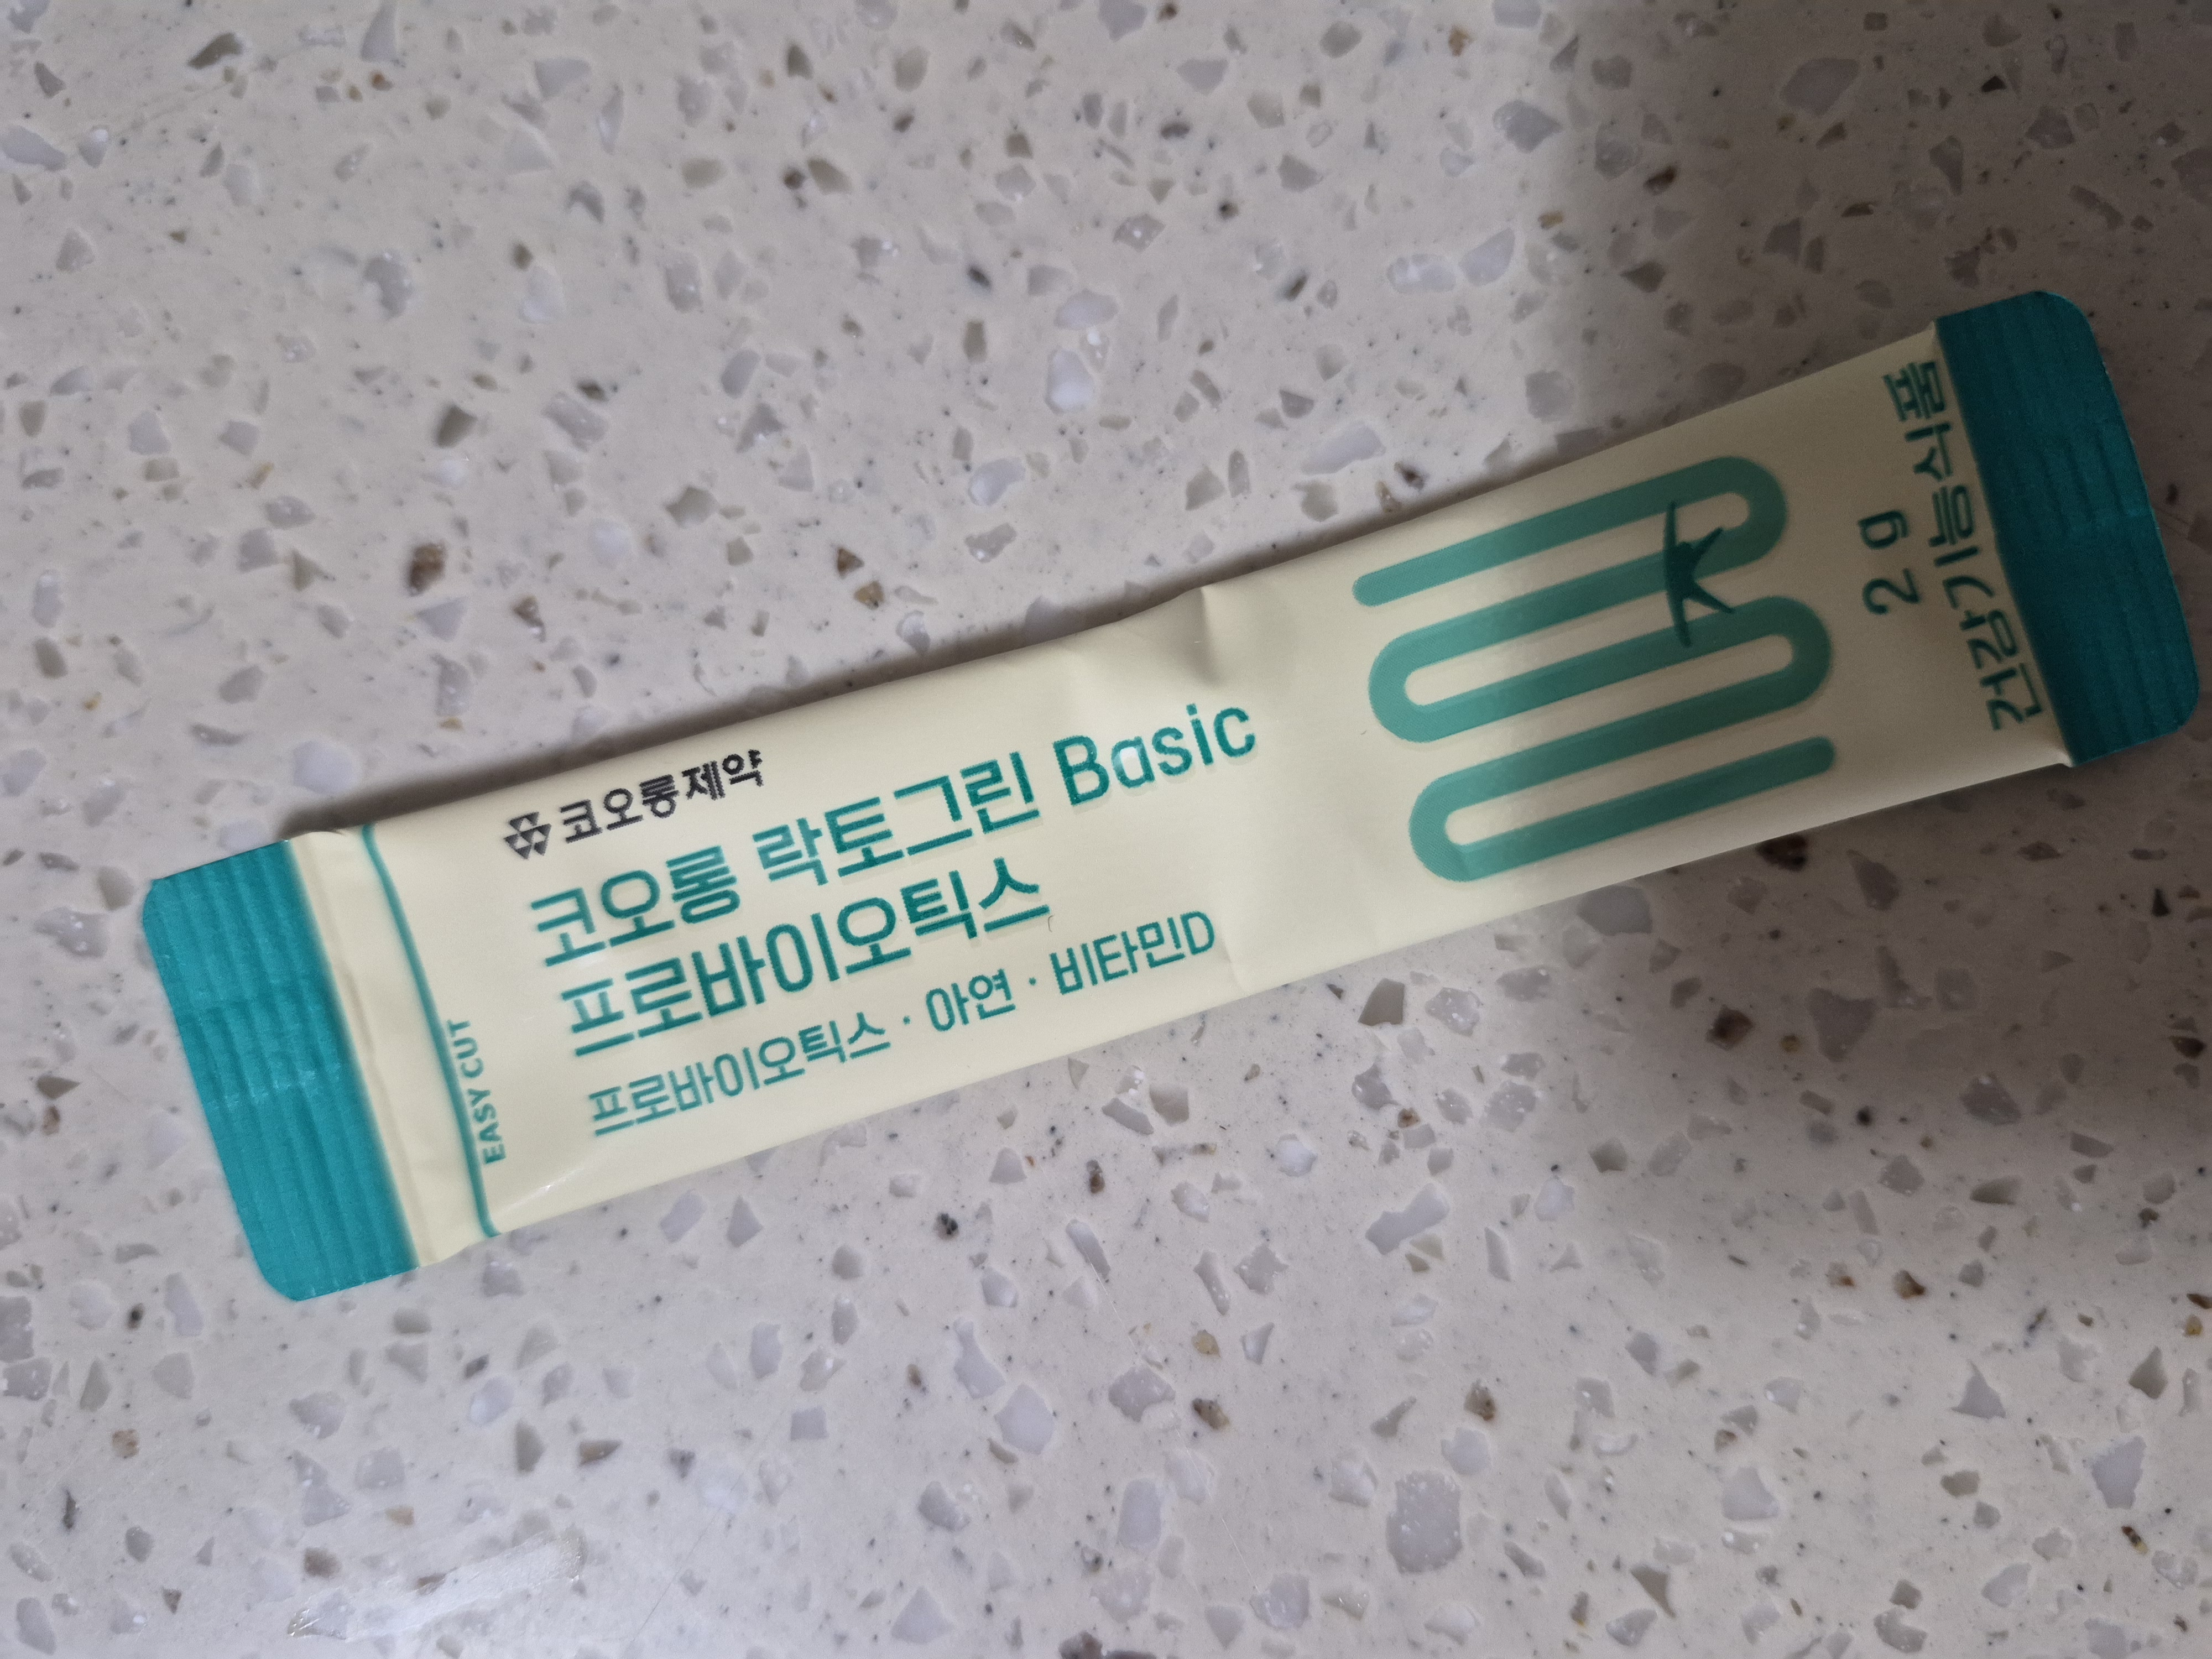 코오롱제약
코오롱 락토그린 Basic
프로바이오틱스
프로바이오틱스 · 아연 · 비타민D
EASY CUT
2 g
건강기능식품